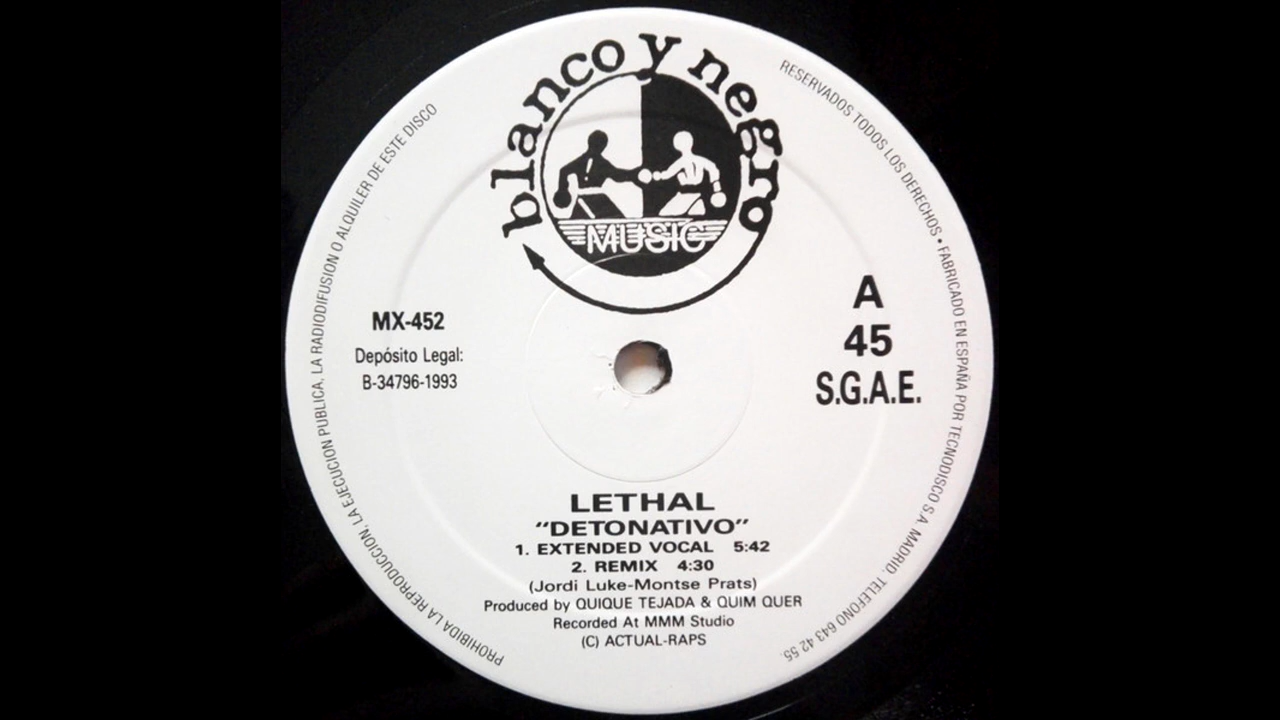 blanco y negro
MUSIC
PROHIBIDA LA REPRODUCCION, LA EJECUCION PUBLICA, LA RADIODIFUSION O ALQUILER DE ESTE DISCO
RESERVADOS TODOS LOS DERECHOS • FABRICADO EN ESPAÑA POR TECNODISCO S.A. MADRID. TELEFONO 643 42 55.
MX-452
Depósito Legal:
B-34796-1993
A
45
S.G.A.E.
LETHAL
"DETONATIVO"
1. EXTENDED VOCAL 5:42
2. REMIX 4:30
(Jordi Luke-Montse Prats)
Produced by QUIQUE TEJADA & QUIM QUER
Recorded At MMM Studio
(C) ACTUAL-RAPS